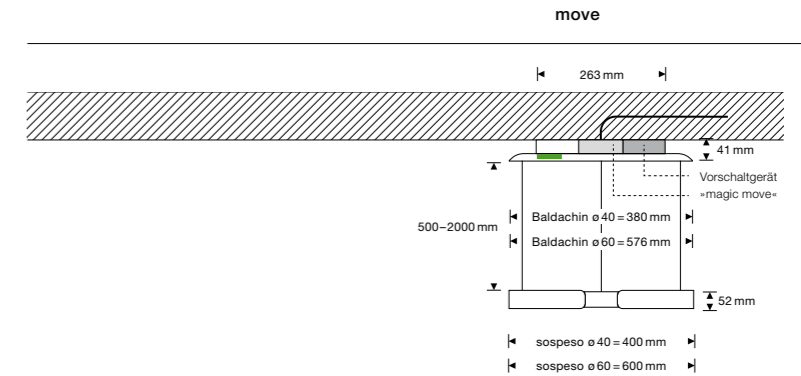 move
263 mm
41 mm
Vorschaltgerät
»magic move«
Baldachin ø 40 = 380 mm
500–2000 mm
Baldachin ø 60 = 576 mm
52 mm
sospeso ø 40 = 400 mm
sospeso ø 60 = 600 mm